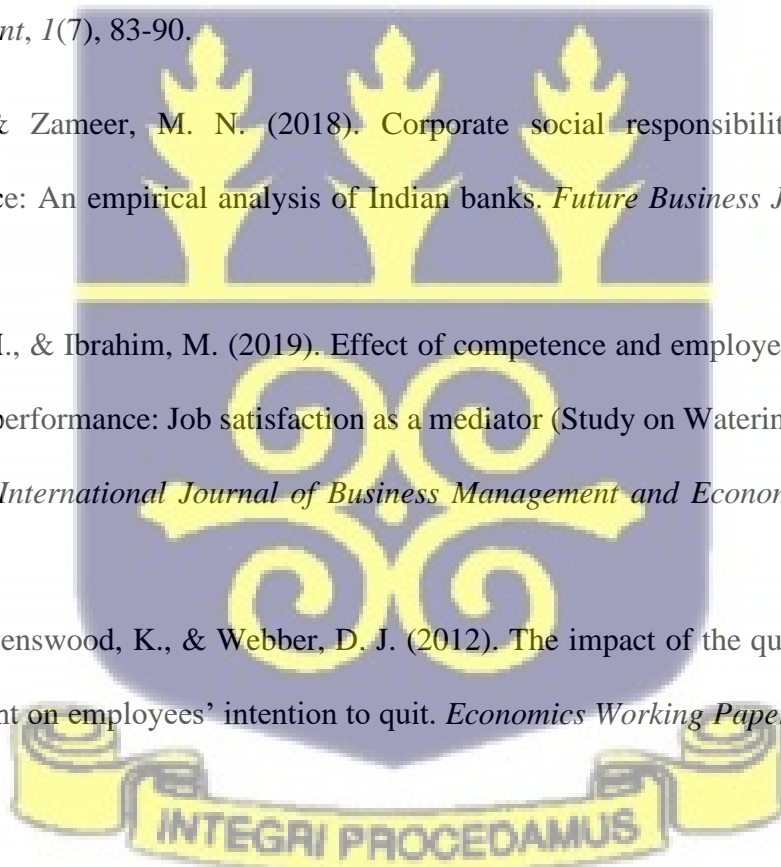 nt, 1(7), 83-90.
& Zameer, M. N. (2018). Corporate social responsibilit
ce: An empirical analysis of Indian banks. Future Business J
I., & Ibrahim, M. (2019). Effect of competence and employe
performance: Job satisfaction as a mediator (Study on Waterin
International Journal of Business Management and Econom
venswood, K., & Webber, D. J. (2012). The impact of the qu
nt on employees’ intention to quit. Economics Working Pape
INTEGRI PROCEDAMUS